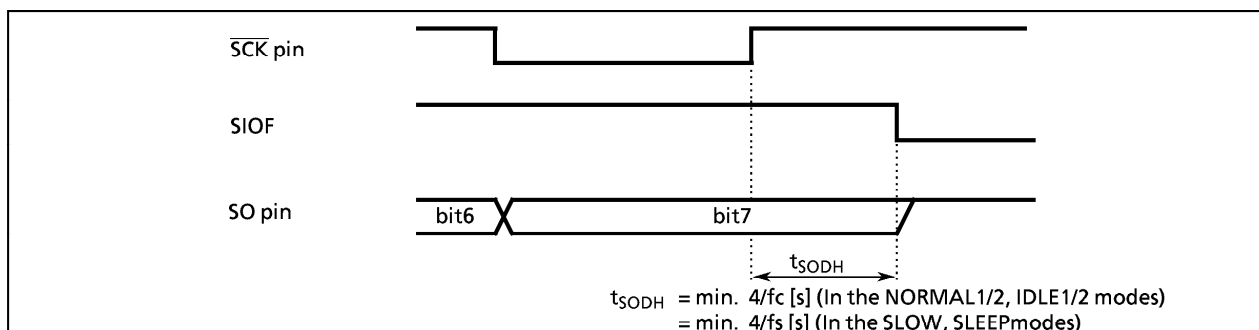 SCK pin
SIOF
SO pin
bit6 bit7
tSODH
tSODH = min. 4/fc [s] (In the NORMAL1/2, IDLE1/2 modes)
= min. 4/fs [s] (In the SLOW, SLEEPmodes)